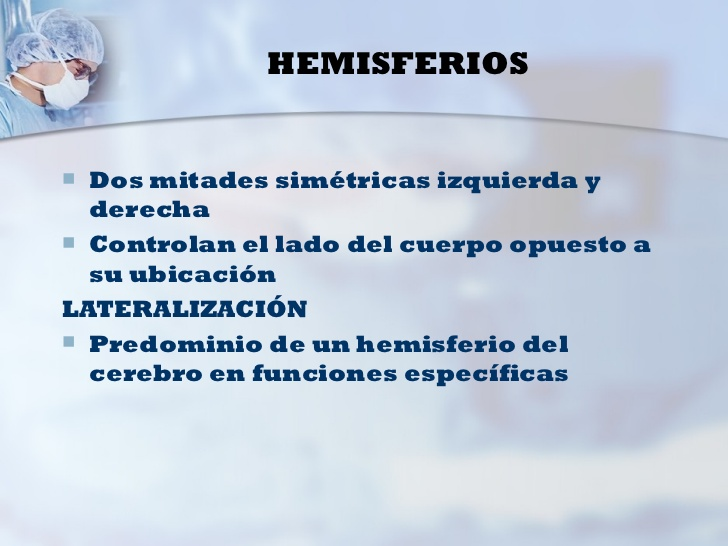 HEMISFERIOS
Dos mitades simétricas izquierda y
derecha
Controlan el lado del cuerpo opuesto a
su ubicación
LATERALIZACIÓN
Predominio de un hemisferio del
cerebro en funciones específicas